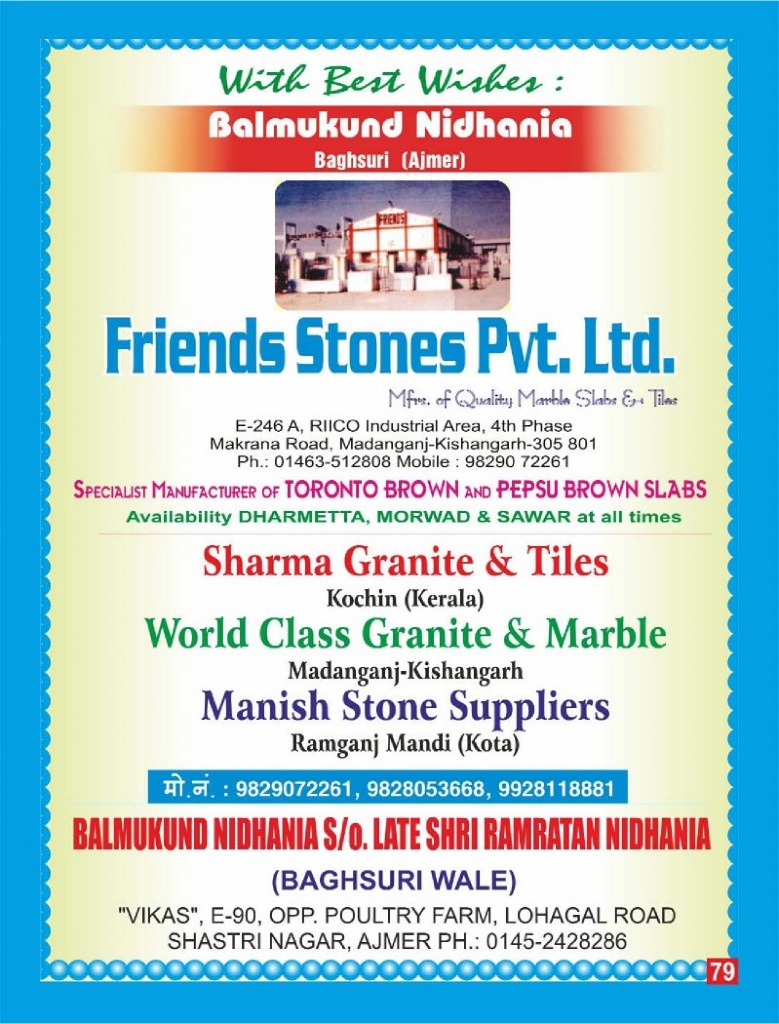 With Best Wishes :
Balmukund Nidhania
Baghsuri (Ajmer)
FRIENDS
Friends Stones Pvt. Ltd.
Mfrs. of Quality Marble Slabs & Tiles
E-246 A, RIICO Industrial Area, 4th Phase
Makrana Road, Madanganj-Kishangarh-305 801
Ph.: 01463-512808 Mobile : 98290 72261
SPECIALIST MANUFACTURER OF TORONTO BROWN AND PEPSU BROWN SLABS
Availability DHARMETTA, MORWAD & SAWAR at all times
Sharma Granite & Tiles
Kochin (Kerala)
World Class Granite & Marble
Madanganj-Kishangarh
Manish Stone Suppliers
Ramganj Mandi (Kota)
मो.नं. : 9829072261, 9828053668, 9928118881
BALMUKUND NIDHANIA S/o. LATE SHRI RAMRATAN NIDHANIA
(BAGHSURI WALE)
"VIKAS", E-90, OPP. POULTRY FARM, LOHAGAL ROAD
SHASTRI NAGAR, AJMER PH.: 0145-2428286
79